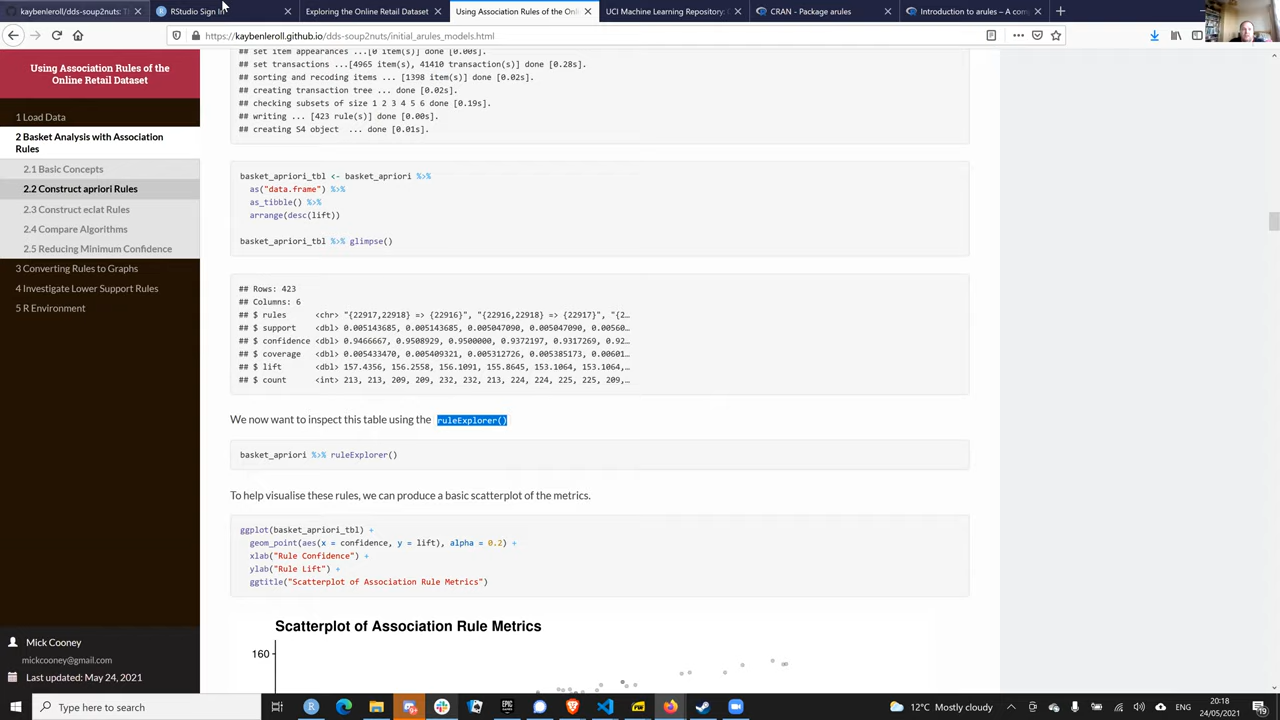 kaybenleroll/dds-soup2nuts: Th
RStudio Sign In
Exploring the Online Retail Dataset
Using Association Rules of the Onl
UCI Machine Learning Repository:
CRAN - Package arules
Introduction to arules – A com
https://kaybenleroll.github.io/dds-soup2nuts/initial_arules_models.html
Using Association Rules of the
Online Retail Dataset
1 Load Data
2 Basket Analysis with Association
Rules
2.1 Basic Concepts
2.2 Construct apriori Rules
2.3 Construct eclat Rules
2.4 Compare Algorithms
2.5 Reducing Minimum Confidence
3 Converting Rules to Graphs
4 Investigate Lower Support Rules
5 R Environment
Mick Cooney
mickcooney@gmail.com
Last updated: May 24, 2021
## set item appearances ...[0 item(s)] done [0.00s].
## set transactions ...[4965 item(s), 41410 transaction(s)] done [0.28s].
## sorting and recoding items ... [1398 item(s)] done [0.02s].
## creating transaction tree ... done [0.02s].
## checking subsets of size 1 2 3 4 5 6 done [0.19s].
## writing ... [423 rule(s)] done [0.00s].
## creating S4 object  ... done [0.01s].
basket_apriori_tbl <- basket_apriori %>%
as("data.frame") %>%
as_tibble() %>%
arrange(desc(lift))
basket_apriori_tbl %>% glimpse()
## Rows: 423
## Columns: 6
## $ rules      <chr> "{22917,22918} => {22916}", "{22916,22918} => {22917}", "{2…
## $ support    <dbl> 0.005143685, 0.005143685, 0.005047090, 0.005047090, 0.00560…
## $ confidence <dbl> 0.9466667, 0.9508929, 0.9500000, 0.9372197, 0.9317269, 0.92…
## $ coverage   <dbl> 0.005433470, 0.005409321, 0.005312726, 0.005385173, 0.00601…
## $ lift       <dbl> 157.4356, 156.2558, 156.1091, 155.8645, 153.1064, 153.1064,…
## $ count      <int> 213, 213, 209, 209, 232, 232, 213, 224, 224, 225, 225, 209,…
We now want to inspect this table using the ruleExplorer()
basket_apriori %>% ruleExplorer()
To help visualise these rules, we can produce a basic scatterplot of the metrics.
ggplot(basket_apriori_tbl) +
geom_point(aes(x = confidence, y = lift), alpha = 0.2) +
xlab("Rule Confidence") +
ylab("Rule Lift") +
ggtitle("Scatterplot of Association Rule Metrics")
Scatterplot of Association Rule Metrics
160
Type here to search
12°C Mostly cloudy
20:18
24/05/2021